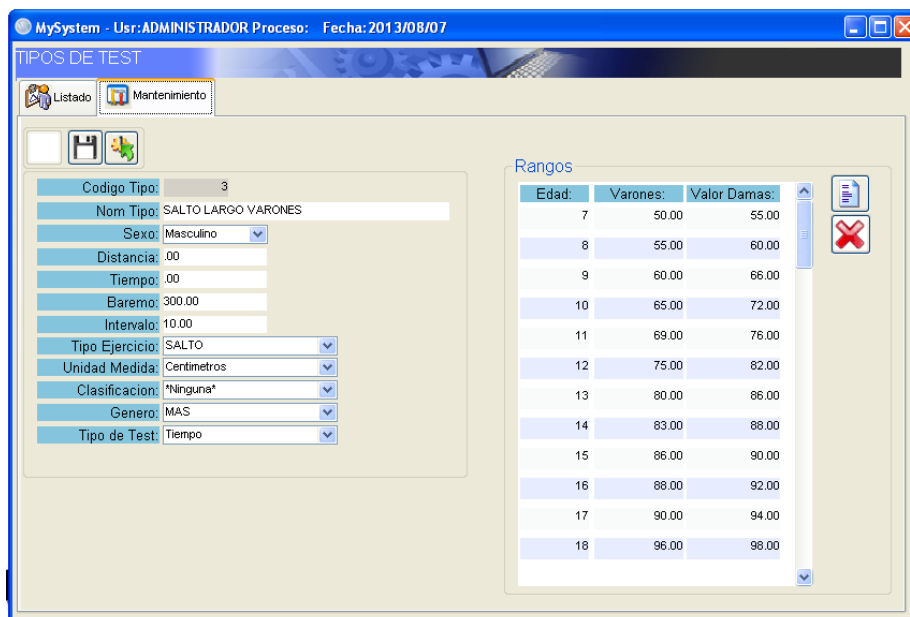 MySystem - Usr:ADMINISTRADOR Proceso: Fecha:2013/08/07
TIPOS DE TEST
Listado Mantenimiento
Codigo Tipo: 3
Nom Tipo: SALTO LARGO VARONES
Sexo: Masculino
Distancia: .00
Tiempo: .00
Baremo: 300.00
Intervalo: 10.00
Tipo Ejercicio: SALTO
Unidad Medida: Centimetros
Clasificacion: *Ninguna*
Genero: MAS
Tipo de Test: Tiempo
Rangos
Edad: Varones: Valor Damas:
7 50.00 55.00
8 55.00 60.00
9 60.00 66.00
10 65.00 72.00
11 69.00 76.00
12 75.00 82.00
13 80.00 86.00
14 83.00 88.00
15 86.00 90.00
16 88.00 92.00
17 90.00 94.00
18 96.00 98.00